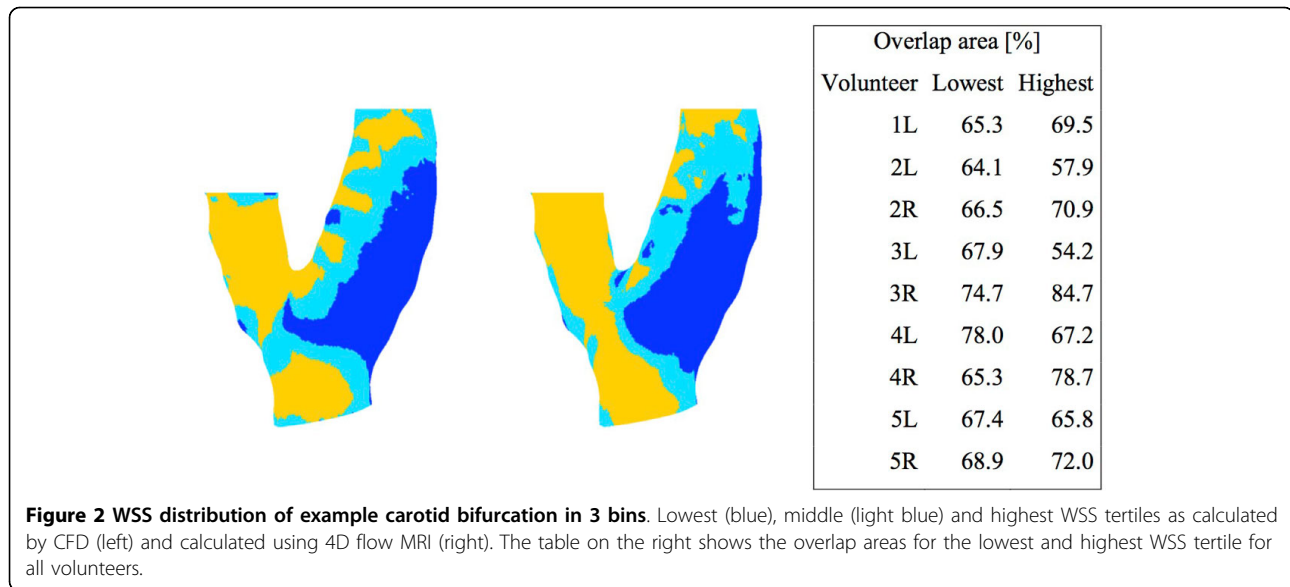 Overlap area [%]
Volunteer Lowest Highest
1L 65.3 69.5
2L 64.1 57.9
2R 66.5 70.9
3L 67.9 54.2
3R 74.7 84.7
4L 78.0 67.2
4R 65.3 78.7
5L 67.4 65.8
5R 68.9 72.0
Figure 2 WSS distribution of example carotid bifurcation in 3 bins. Lowest (blue), middle (light blue) and highest WSS tertiles as calculated
by CFD (left) and calculated using 4D flow MRI (right). The table on the right shows the overlap areas for the lowest and highest WSS tertile for
all volunteers.